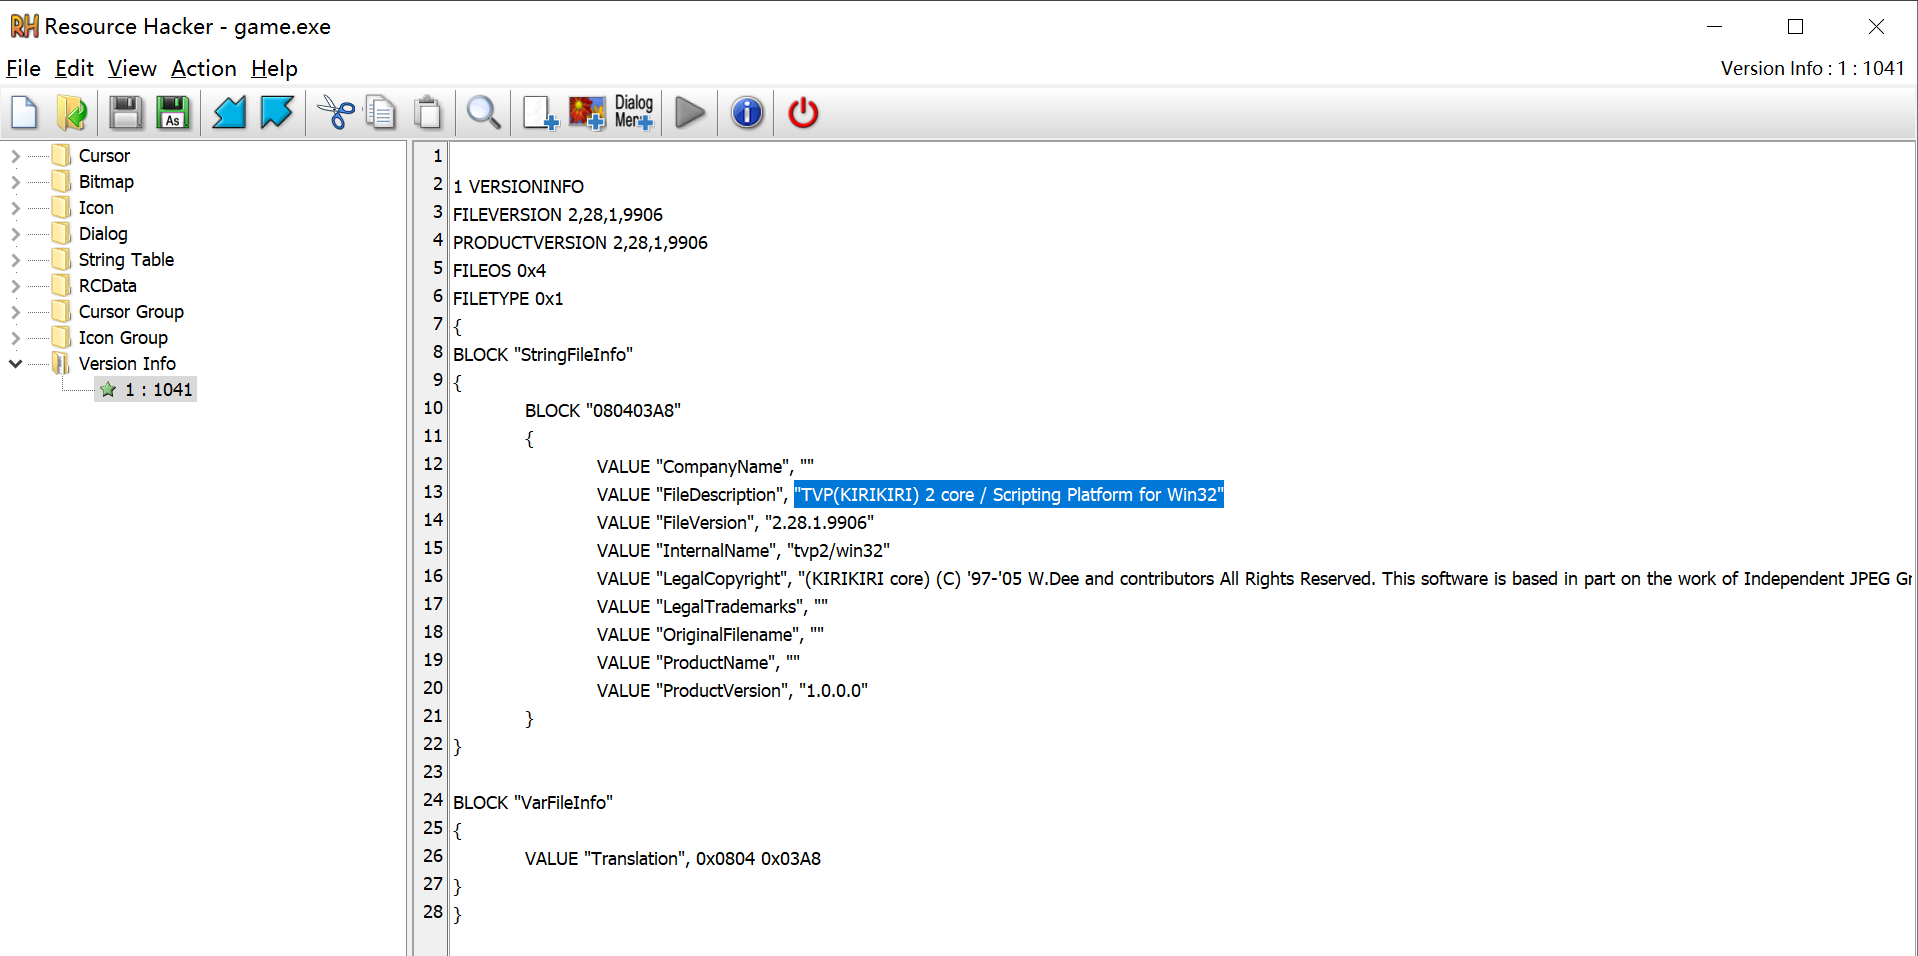 Resource Hacker - game.exe
File Edit View Action Help
Version Info : 1 : 1041
As
Dialog
Menu
Cursor
Bitmap
Icon
Dialog
String Table
RCData
Cursor Group
Icon Group
Version Info
1 : 1041
1
2 1 VERSIONINFO
3 FILEVERSION 2,28,1,9906
4 PRODUCTVERSION 2,28,1,9906
5 FILEOS 0x4
6 FILETYPE 0x1
7 {
8 BLOCK "StringFileInfo"
9 {
10 BLOCK "080403A8"
11 {
12 VALUE "CompanyName", ""
13 VALUE "FileDescription", "TVP(KIRIKIRI) 2 core / Scripting Platform for Win32"
14 VALUE "FileVersion", "2.28.1.9906"
15 VALUE "InternalName", "tvp2/win32"
16 VALUE "LegalCopyright", "(KIRIKIRI core) (C) '97-'05 W.Dee and contributors All Rights Reserved. This software is based in part on the work of Independent JPEG Gr
17 VALUE "LegalTrademarks", ""
18 VALUE "OriginalFilename", ""
19 VALUE "ProductName", ""
20 VALUE "ProductVersion", "1.0.0.0"
21 }
22 }
23
24 BLOCK "VarFileInfo"
25 {
26 VALUE "Translation", 0x0804 0x03A8
27 }
28 }